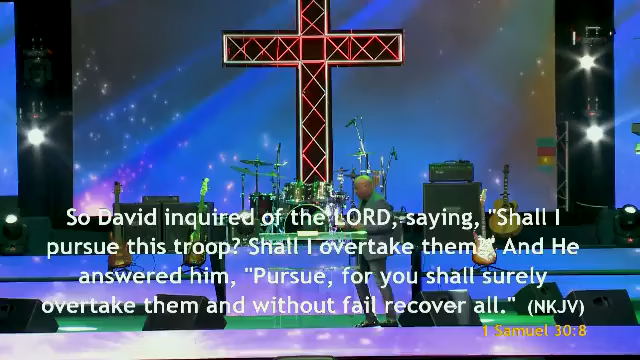 So David inquired of the LORD, saying, "Shall I
pursue this troop? Shall I overtake them?" And He
answered him, "Pursue, for you shall surely
overtake them and without fail recover all." (NKJV)
1 Samuel 30:8